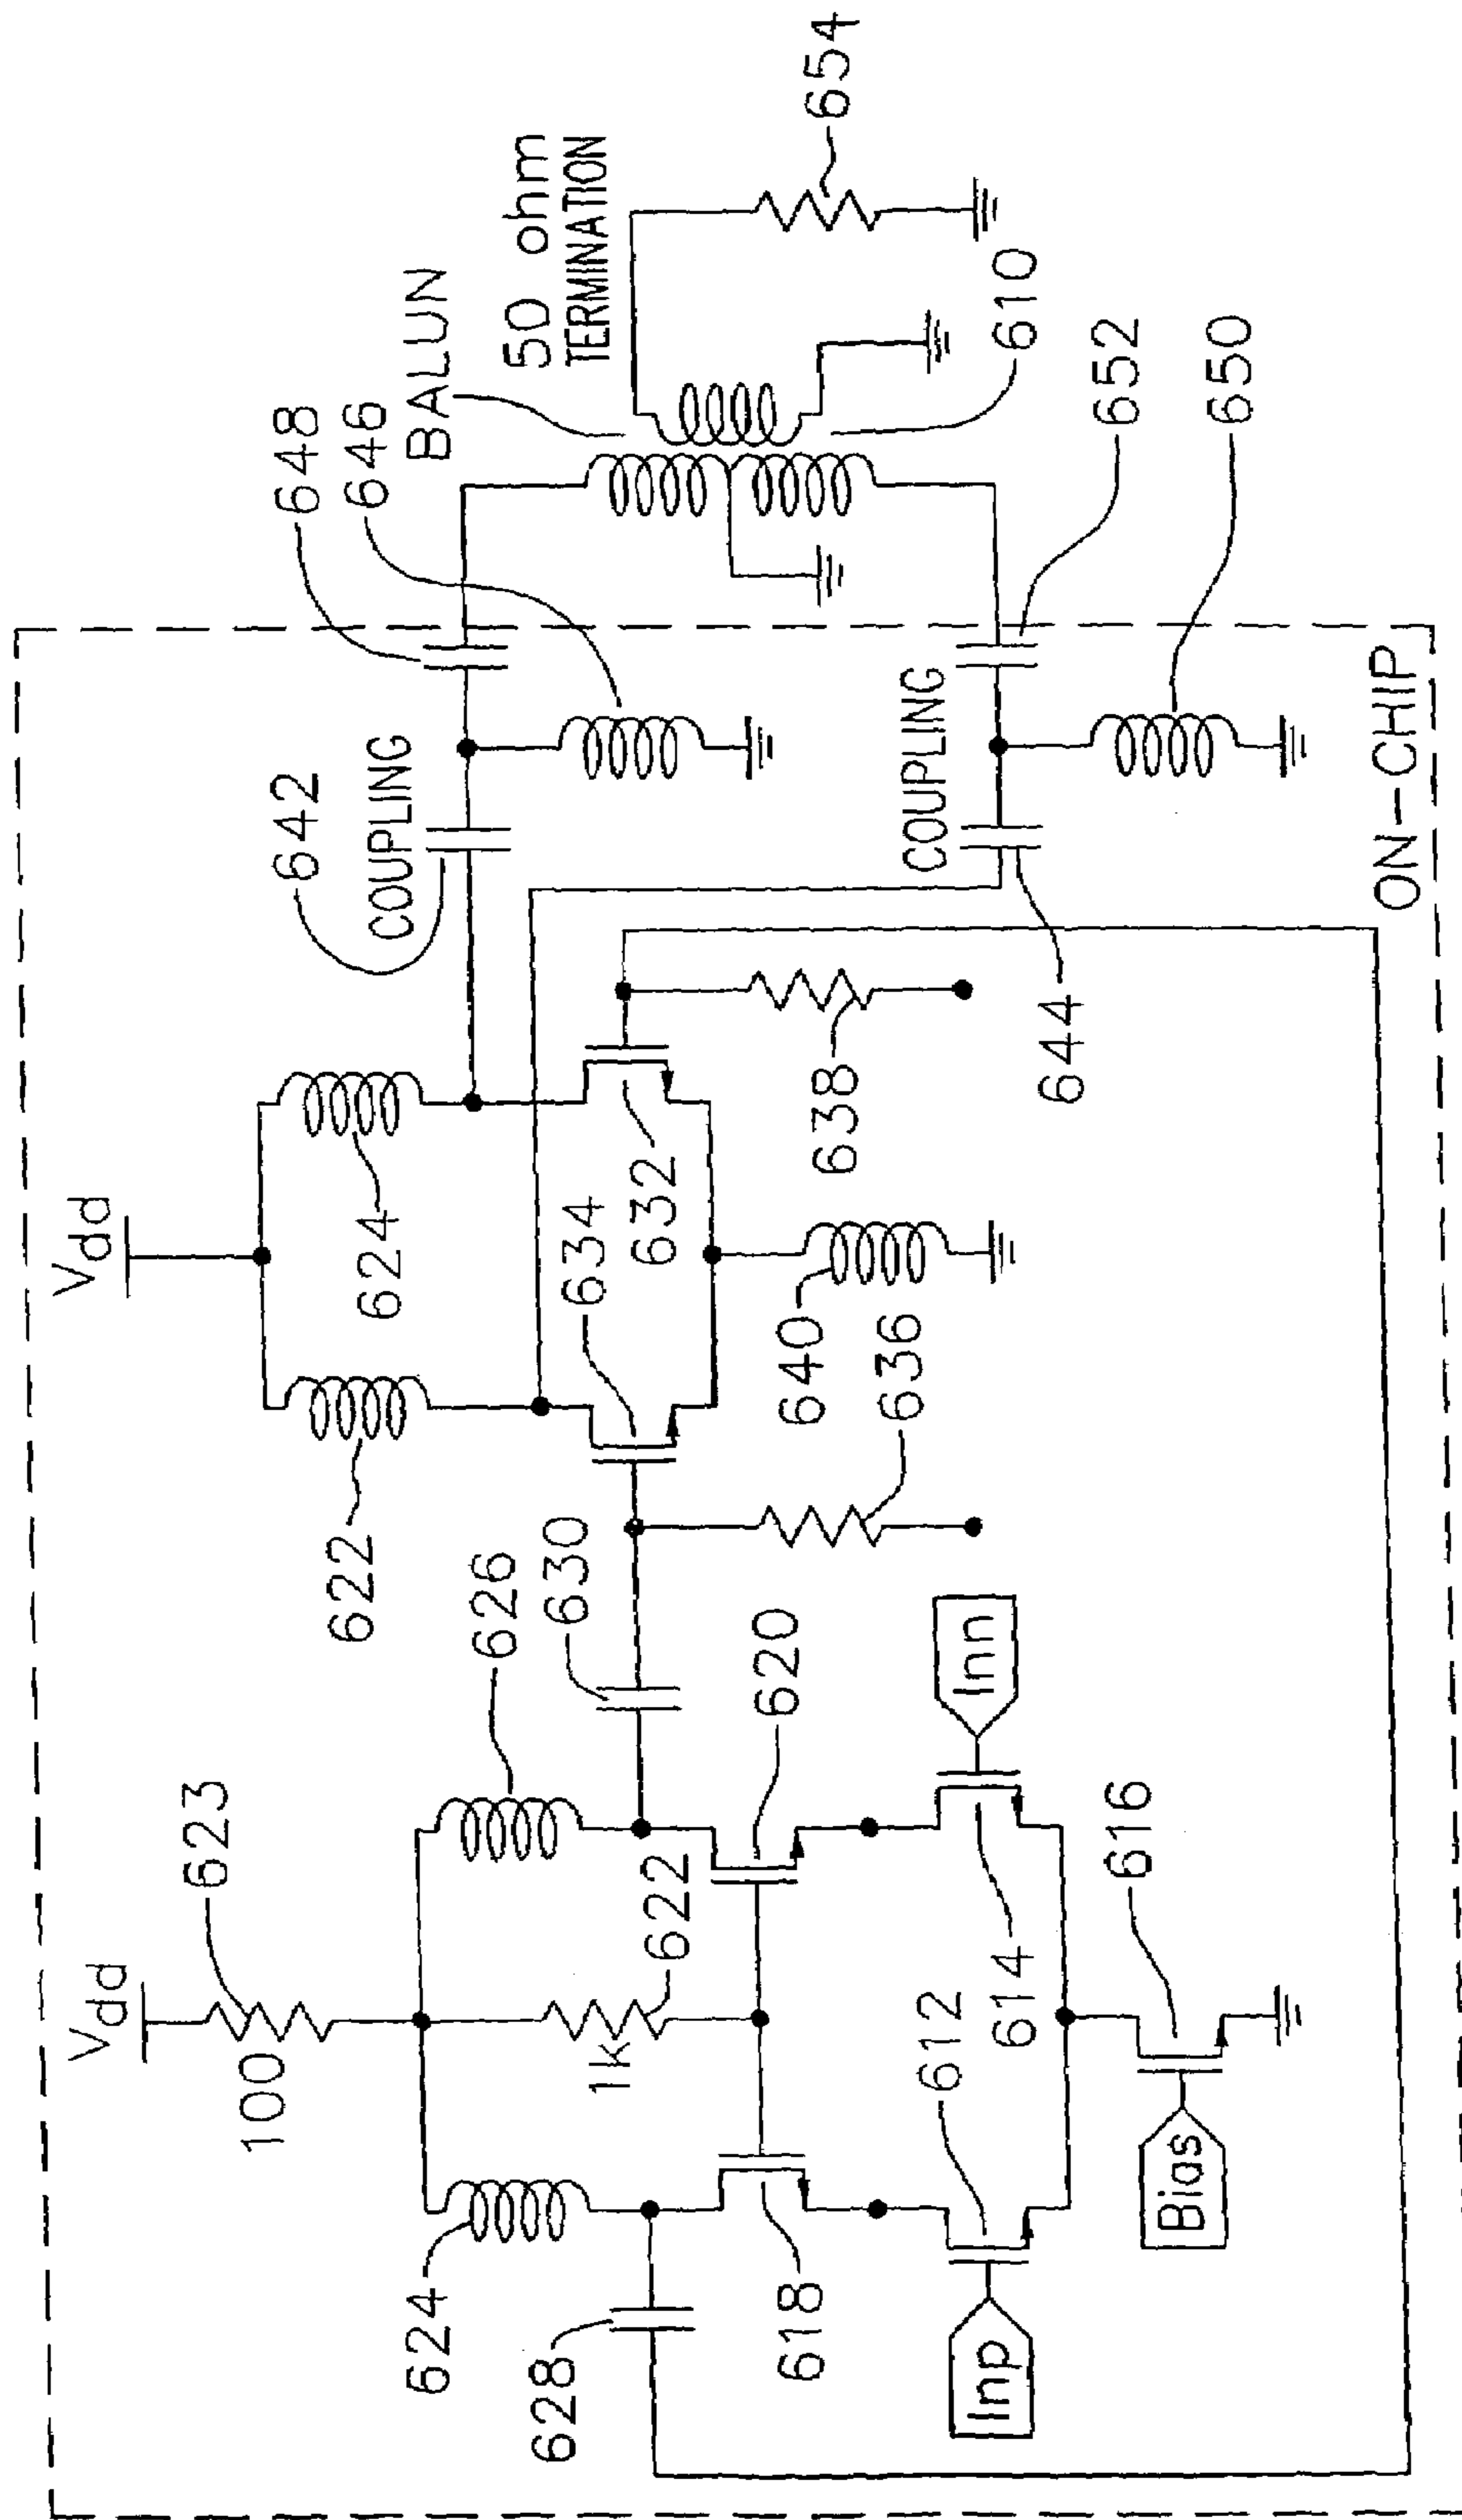 Vdd
623
100
624
626
1k
622
628
630
618
620
612
614
Inp
Inn
Bias
616
Vdd
622
624
634
632
636
638
640
642
COUPLING
644
COUPLING
648
646
652
650
BALUN
610
50 ohm
TERMINATION
654
ON-CHIP